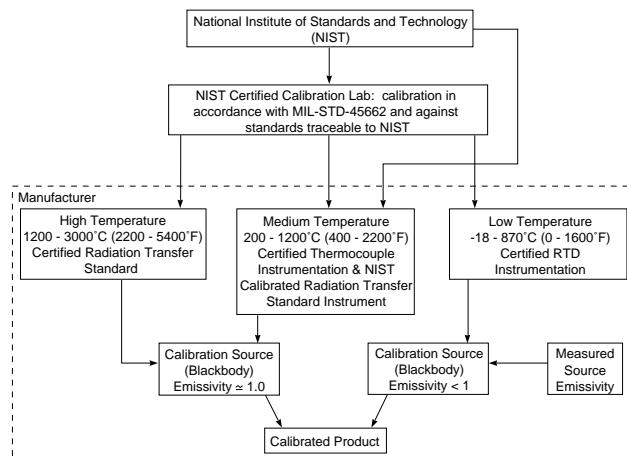 National Institute of Standards and Technology
(NIST)
NIST Certified Calibration Lab: calibration in
accordance with MIL-STD-45662 and against
standards traceable to NIST
Manufacturer
High Temperature
1200 - 3000˚C (2200 - 5400˚F)
Certified Radiation Transfer
Standard
Medium Temperature
200 - 1200˚C (400 - 2200˚F)
Certified Thermocouple
Instrumentation & NIST
Calibrated Radiation Transfer
Standard Instrument
Low Temperature
-18 - 870˚C (0 - 1600˚F)
Certified RTD
Instrumentation
Calibration Source
(Blackbody)
Emissivity ≃ 1.0
Calibration Source
(Blackbody)
Emissivity < 1
Measured
Source
Emissivity
Calibrated Product